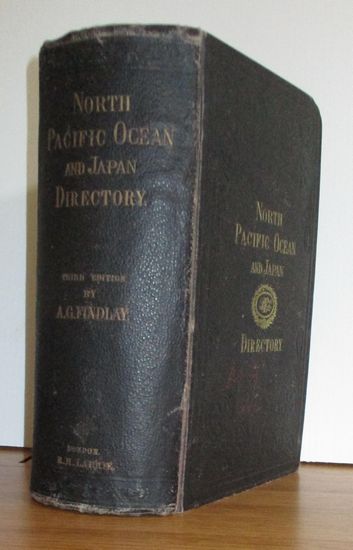 NORTH
PACIFIC OCEAN
AND JAPAN
DIRECTORY.
THIRD EDITION
BY
A.G. FINDLAY
LONDON.
R.H. LAURIE.
NORTH
PACIFIC OCEAN
AND JAPAN
DIRECTORY